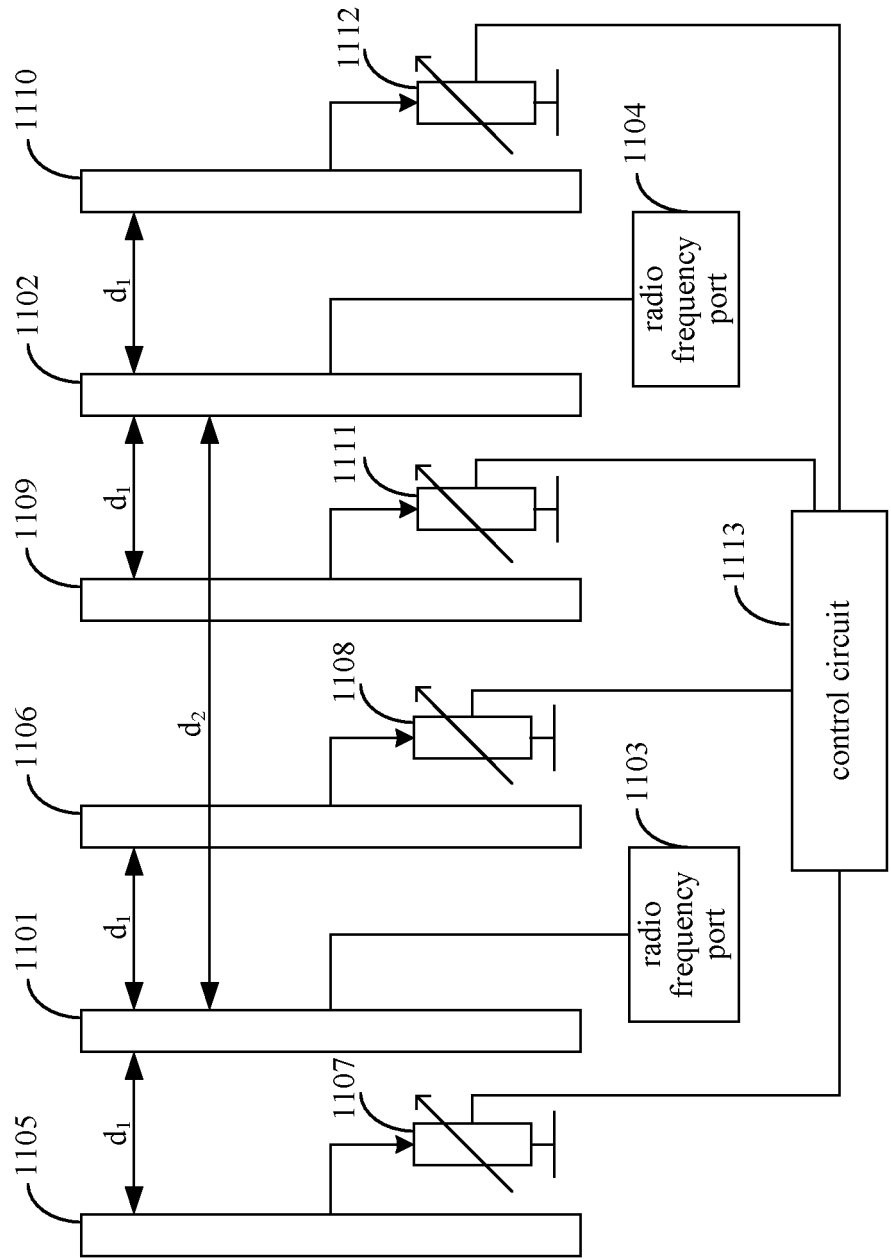 1105
1101
1106
1109
1102
1110
d₁
d₁
d₁
d₁
d₂
1107
1108
1111
1112
1103
1104
radio
frequency
port
radio
frequency
port
1113
control circuit